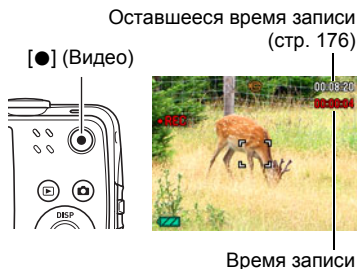 Оставшееся время записи
(стр. 176)
[●] (Видео)
00:08:20
00:00:04
●REC
DISP
Время записи